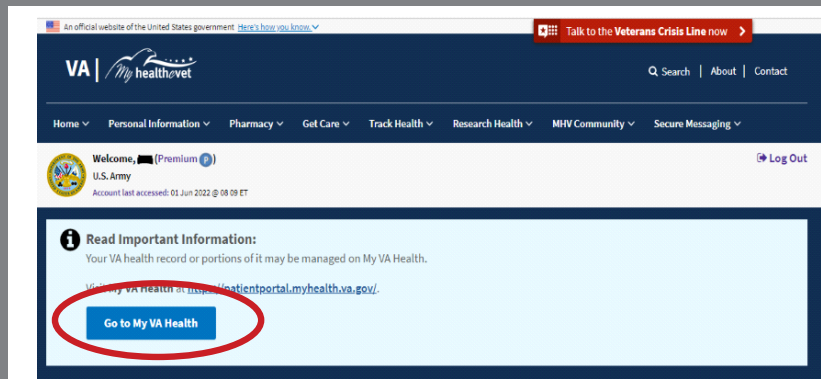 An official website of the United States government Here's how you know.
Talk to the Veterans Crisis Line now
VA | My healthevet
Search | About | Contact
Home Personal Information Pharmacy Get Care Track Health Research Health MHV Community Secure Messaging
Welcome, (Premium P)
Log Out
U.S. Army
Account last accessed: 01 Jun 2022 @ 08 09 ET
Read Important Information:
Your VA health record or portions of it may be managed on My VA Health.
Visit My VA Health at https://patientportal.myhealth.va.gov/.
Go to My VA Health